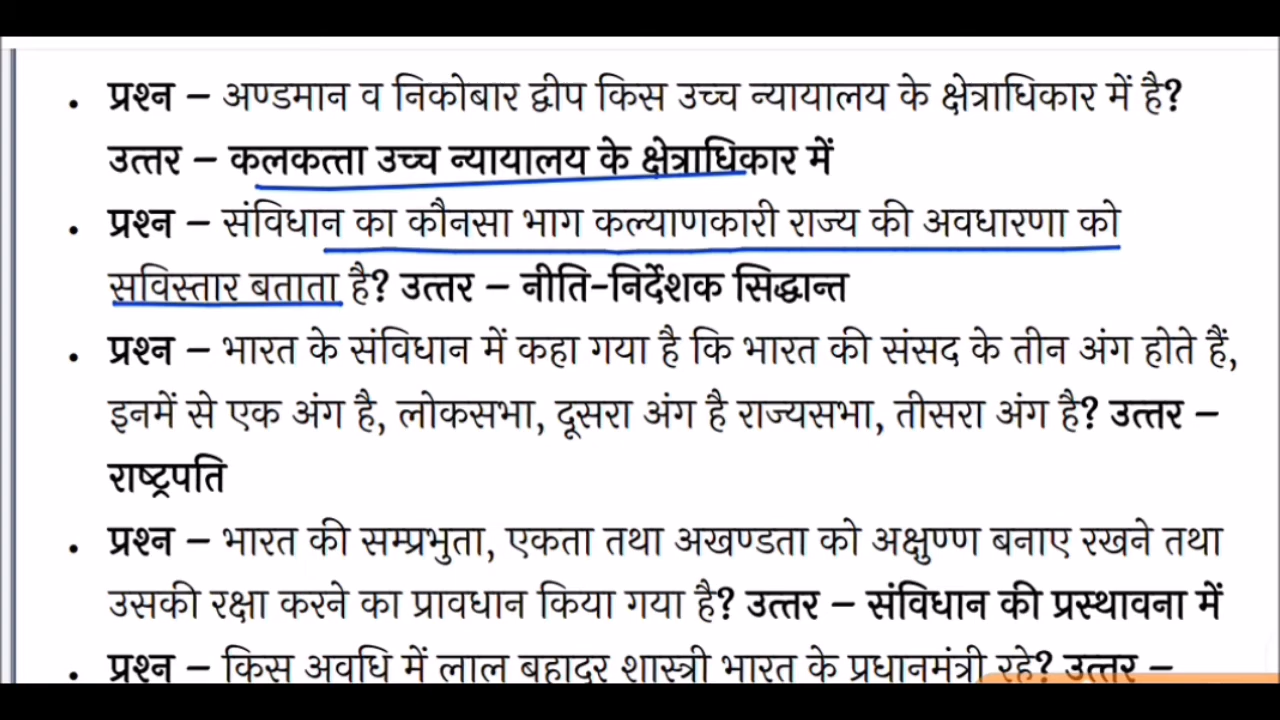 • प्रश्न – अण्डमान व निकोबार द्वीप किस उच्च न्यायालय के क्षेत्राधिकार में है?
उत्तर – कलकत्ता उच्च न्यायालय के क्षेत्राधिकार में
• प्रश्न – संविधान का कौनसा भाग कल्याणकारी राज्य की अवधारणा को
सविस्तार बताता है? उत्तर – नीति-निर्देशक सिद्धान्त
• प्रश्न – भारत के संविधान में कहा गया है कि भारत की संसद के तीन अंग होते हैं,
इनमें से एक अंग है, लोकसभा, दूसरा अंग है राज्यसभा, तीसरा अंग है? उत्तर –
राष्ट्रपति
• प्रश्न – भारत की सम्प्रभुता, एकता तथा अखण्डता को अक्षुण्ण बनाए रखने तथा
उसकी रक्षा करने का प्रावधान किया गया है? उत्तर – संविधान की प्रस्थावना में
• प्रश्न – किस अवधि में लाल बहादुर शास्त्री भारत के प्रधानमंत्री रहे? उत्तर –